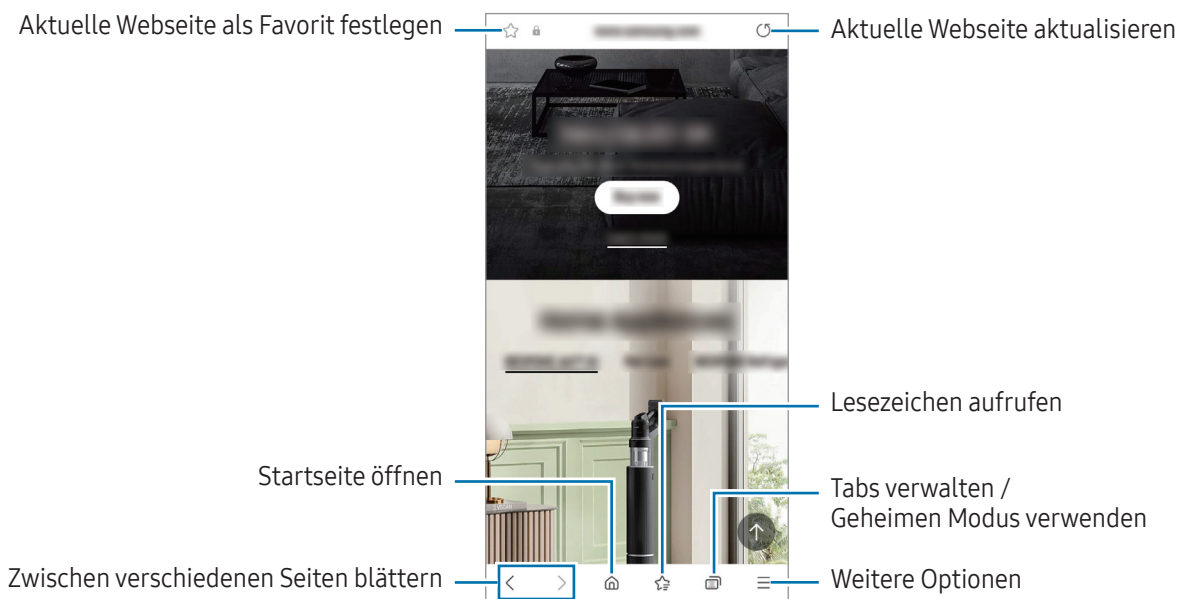 Aktuelle Webseite als Favorit festlegen
Aktuelle Webseite aktualisieren
Lesezeichen aufrufen
Startseite öffnen
Tabs verwalten /
Geheimen Modus verwenden
Zwischen verschiedenen Seiten blättern
Weitere Optionen